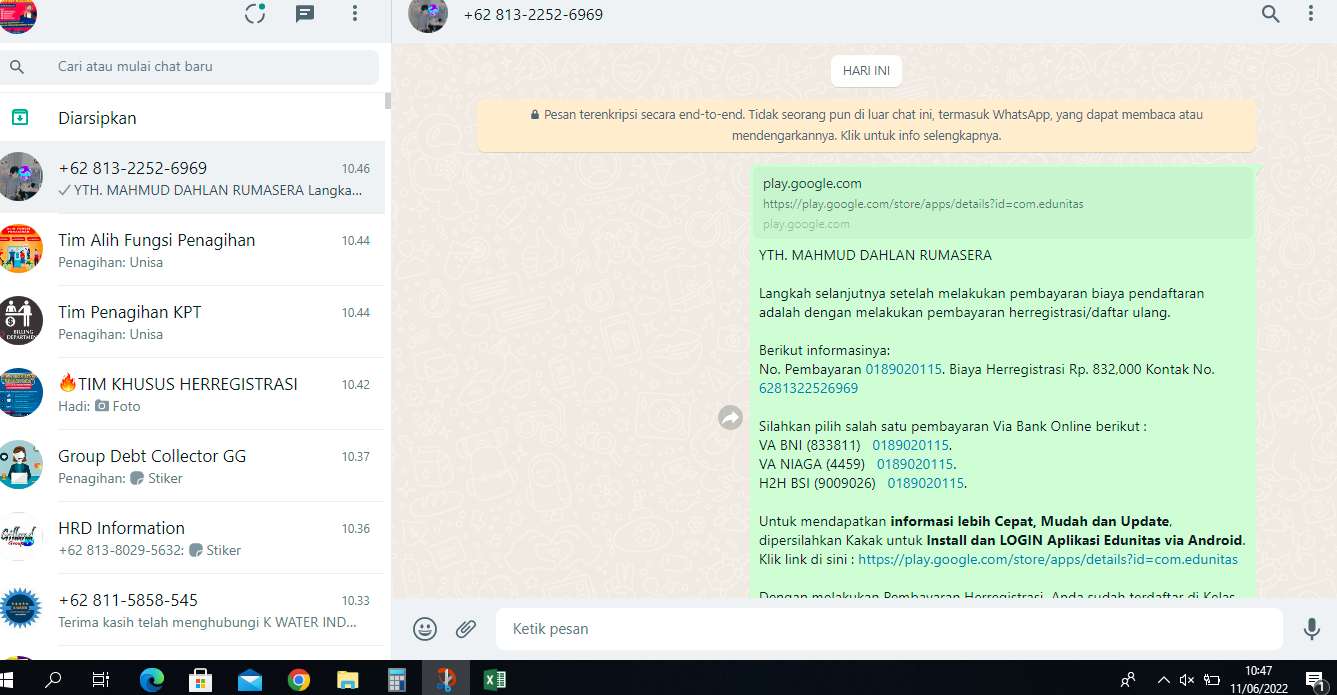 +62 813-2252-6969
Cari atau mulai chat baru
Diarsipkan
+62 813-2252-6969 10.46
YTH. MAHMUD DAHLAN RUMASERA Langka...
Tim Alih Fungsi Penagihan 10.44
Penagihan: Unisa
Tim Penagihan KPT 10.44
Penagihan: Unisa
🔥TIM KHUSUS HERREGISTRASI 10.42
Hadi: Foto
Group Debt Collector GG 10.37
Penagihan: Stiker
HRD Information 10.36
+62 813-8029-5632: Stiker
+62 811-5858-545 10.33
Terima kasih telah menghubungi K WATER IND...
HARI INI
Pesan terenkripsi secara end-to-end. Tidak seorang pun di luar chat ini, termasuk WhatsApp, yang dapat membaca atau
mendengarkannya. Klik untuk info selengkapnya.
play.google.com
https://play.google.com/store/apps/details?id=com.edunitas
play.google.com
YTH. MAHMUD DAHLAN RUMASERA
Langkah selanjutnya setelah melakukan pembayaran biaya pendaftaran
adalah dengan melakukan pembayaran herregistrasi/daftar ulang.
Berikut informasinya:
No. Pembayaran 0189020115. Biaya Herregistrasi Rp. 832,000 Kontak No.
6281322526969
Silahkan pilih salah satu pembayaran Via Bank Online berikut :
VA BNI (833811) 0189020115.
VA NIAGA (4459) 0189020115.
H2H BSI (9009026) 0189020115.
Untuk mendapatkan informasi lebih Cepat, Mudah dan Update,
dipersilahkan Kakak untuk Install dan LOGIN Aplikasi Edunitas via Android.
Klik link di sini : https://play.google.com/store/apps/details?id=com.edunitas
Dengan melakukan Pembayaran Herregistrasi, Anda sudah terdaftar di Kelas
Ketik pesan
10:47
11/06/2022
1